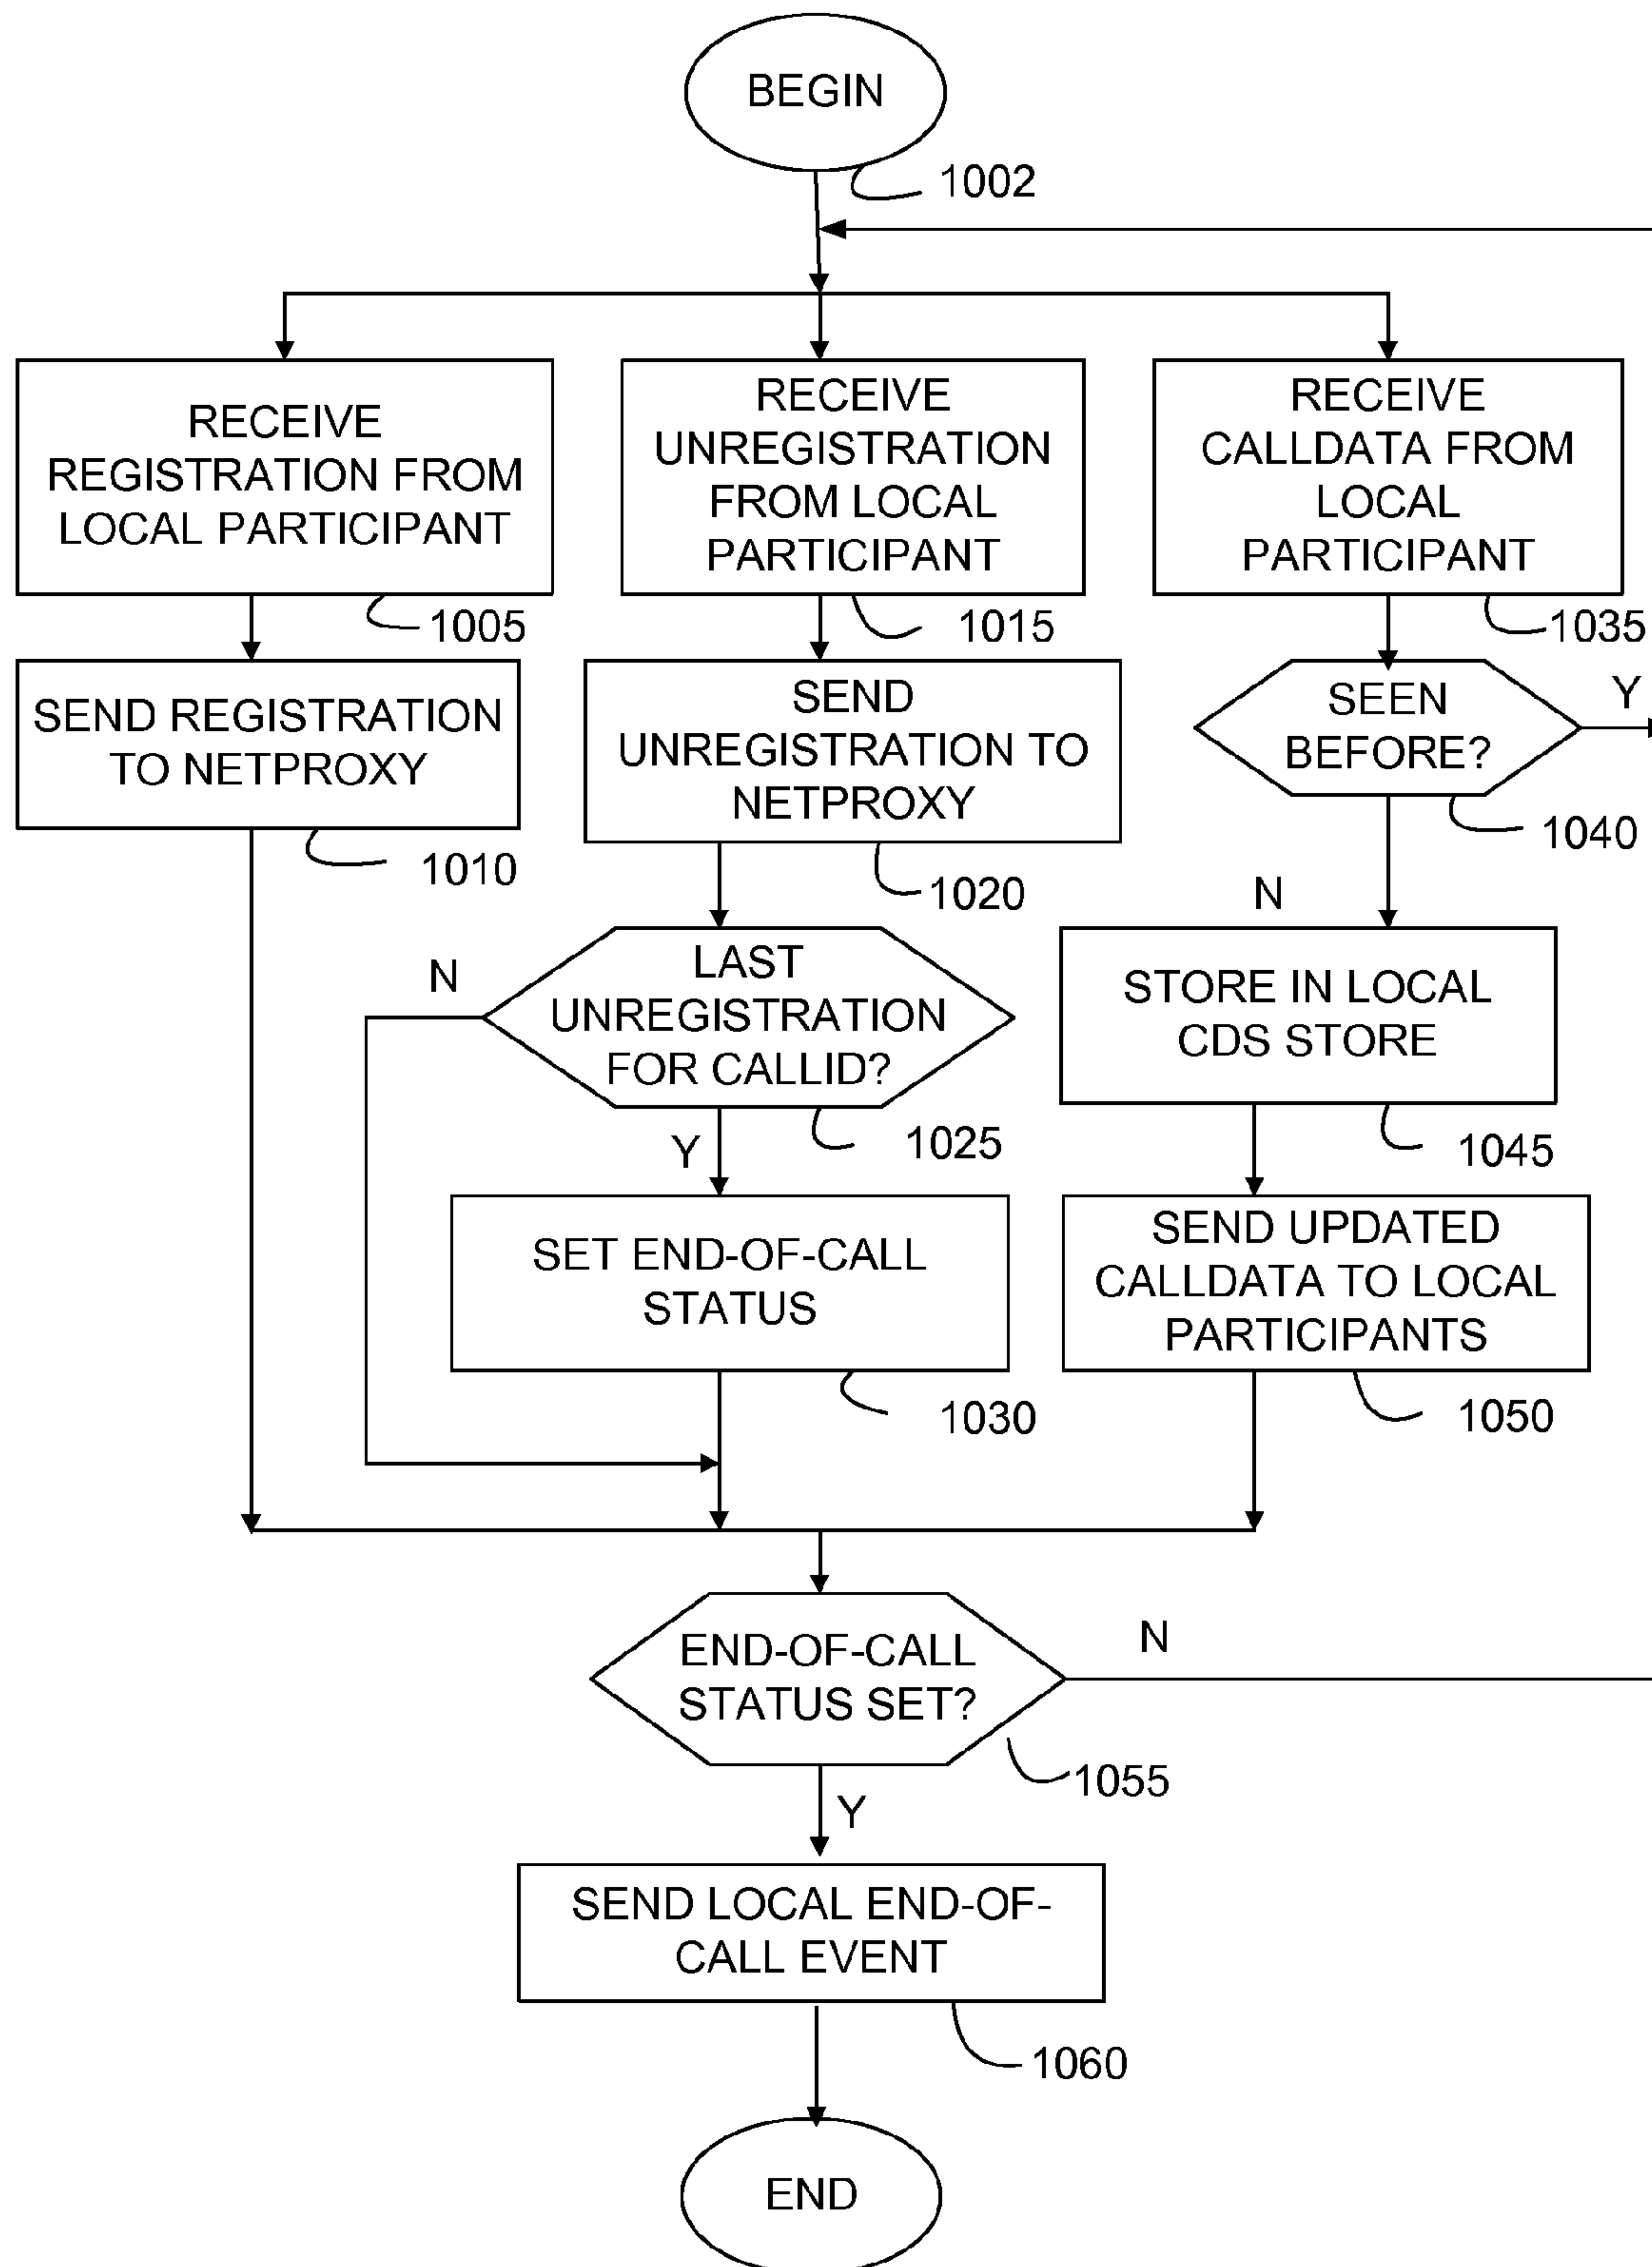 BEGIN
1002
RECEIVE
REGISTRATION FROM
LOCAL PARTICIPANT
1005
RECEIVE
UNREGISTRATION
FROM LOCAL
PARTICIPANT
1015
RECEIVE
CALLDATA FROM
LOCAL
PARTICIPANT
1035
SEND REGISTRATION
TO NETPROXY
1010
SEND
UNREGISTRATION TO
NETPROXY
1020
SEEN
BEFORE?
Y
1040
N
LAST
UNREGISTRATION
FOR CALLID?
N
1025
Y
STORE IN LOCAL
CDS STORE
1045
SET END-OF-CALL
STATUS
1030
SEND UPDATED
CALLDATA TO LOCAL
PARTICIPANTS
1050
END-OF-CALL
STATUS SET?
N
1055
Y
SEND LOCAL END-OF-
CALL EVENT
1060
END